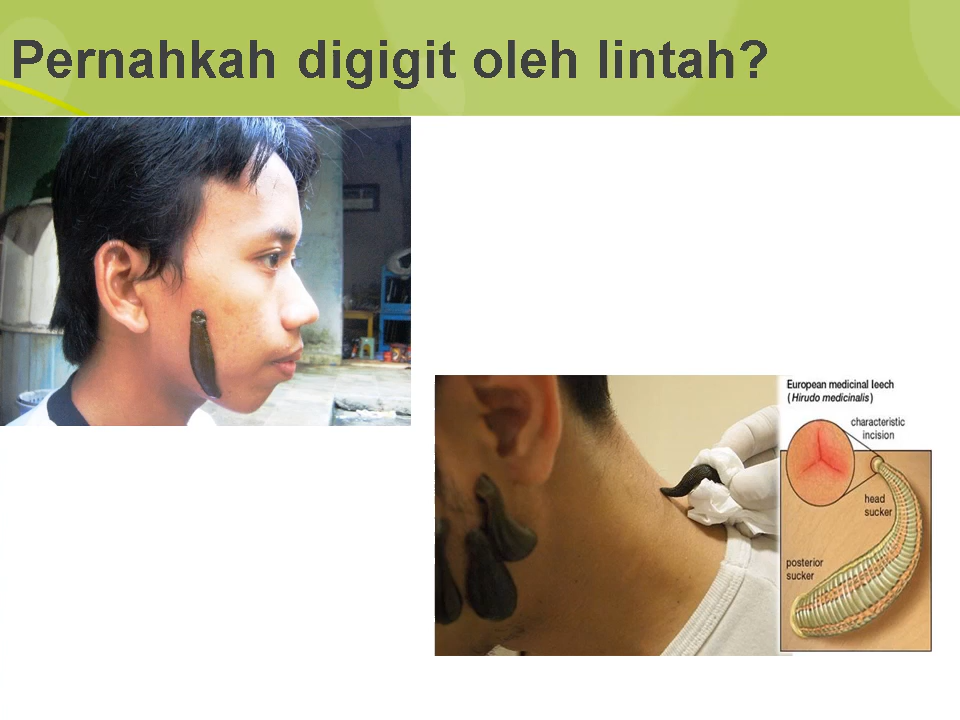 Pernahkah digigit oleh lintah?
European medicinal leech
(Hirudo medicinalis)
characteristic
incision
head
sucker
posterior
sucker